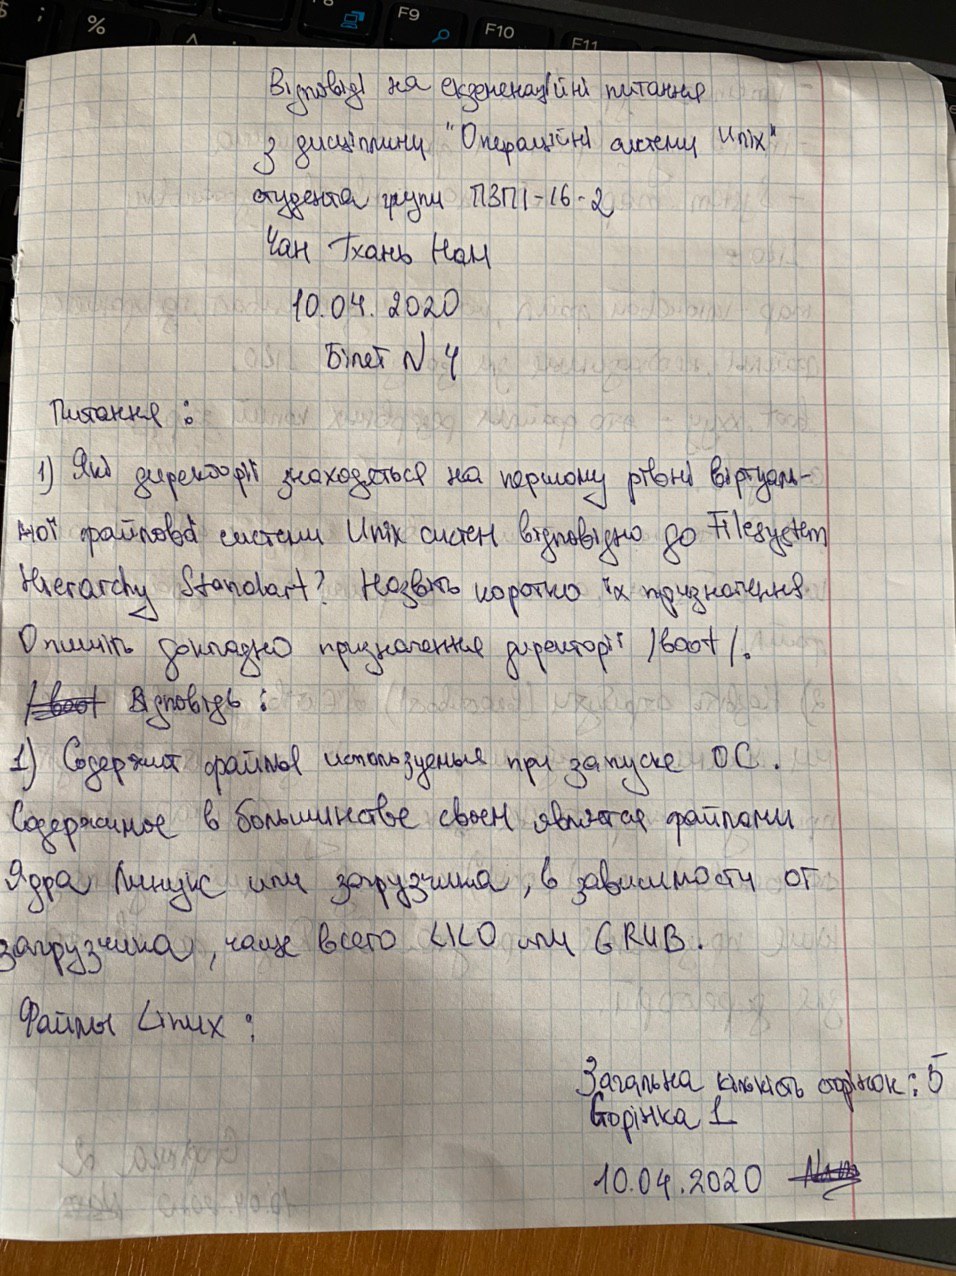 Відповіді на екзаменаційні питання
з дисципліни "Операційні системи Unix"
студента групи ПЗПІ-16-2
Чан Тхань Нам
10.04.2020
Білет N 4
Питання :
1) Які директорії знаходяться на першому рівні віртуаль-
ної файлової системи Unix систем відповідно до Filesystem
Hierarchy Standart? Назвіть коротко їх призначення
Опишіть докладно призначення директорії /boot/.
/boot Відповідь :
1) Содержит файлы используемые при запуске ОС.
Содержимое в большинстве своем является файлами
Ядра Линукс или загрузчика, в зависимости от
загрузчика, чаще всего LILO или GRUB.
Файлы Linux :
Загальна кількість сторінок : 5
Сторінка 1
10.04.2020